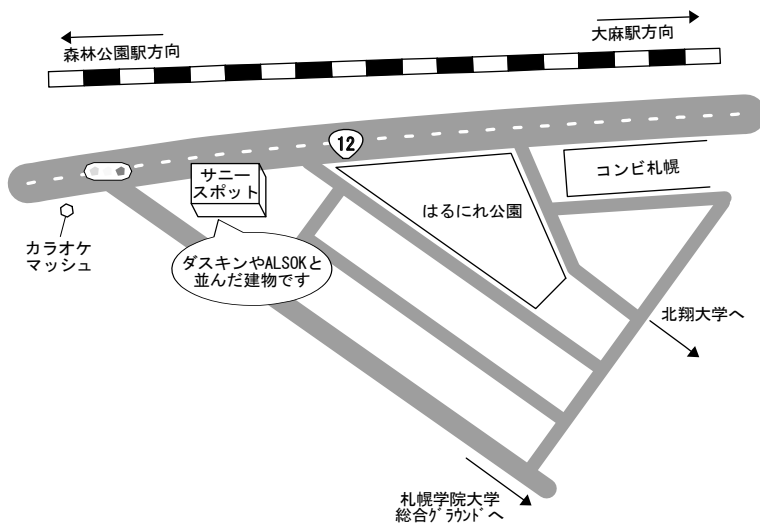 大麻駅方向
森林公園駅方向
12
サニー
スポット
コンビ札幌
はるにれ公園
カラオケ
マッシュ
ダスキンやALSOKと
並んだ建物です
北翔大学へ
札幌学院大学
総合グラウンドへ